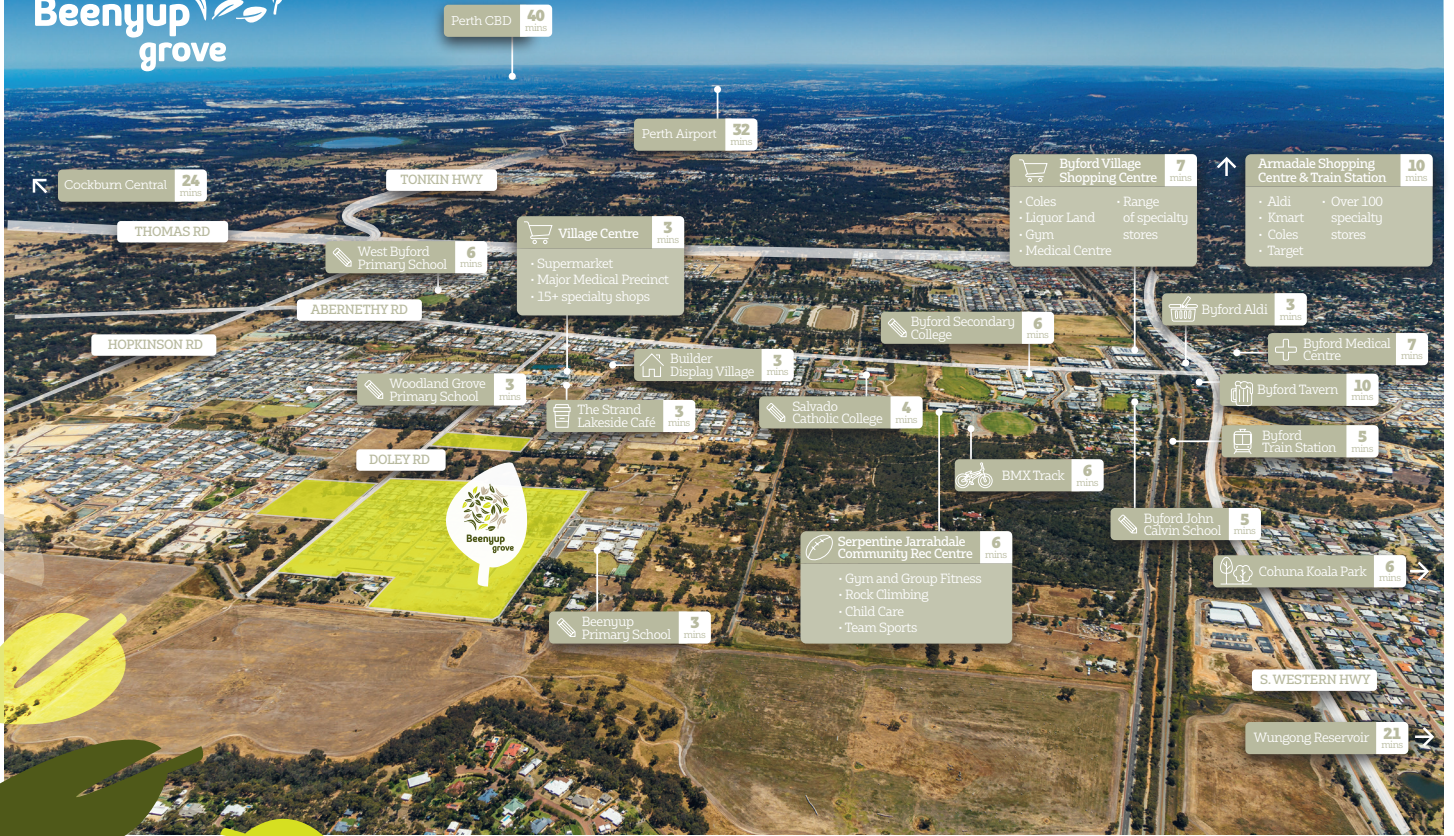 Beenyup
grove
Perth CBD
40
mins
Perth Airport
32
mins
Cockburn Central
24
mins
TONKIN HWY
THOMAS RD
West Byford
Primary School
6
mins
Village Centre
3
mins
· Supermarket
· Major Medical Precinct
· 15+ specialty shops
Byford Village
Shopping Centre
7
mins
· Coles
· Liquor Land
· Gym
· Medical Centre
· Range
of specialty
stores
Armadale Shopping
Centre & Train Station
10
mins
· Aldi
· Kmart
· Coles
· Target
· Over 100
specialty
stores
ABERNETHY RD
HOPKINSON RD
Byford Secondary
College
6
mins
Byford Aldi
3
mins
Byford Medical
Centre
7
mins
Builder
Display Village
3
mins
Woodland Grove
Primary School
3
mins
The Strand
Lakeside Café
3
mins
Salvado
Catholic College
4
mins
Byford Tavern
10
mins
Byford
Train Station
5
mins
DOLEY RD
BMX Track
6
mins
Beenyup
grove
Byford John
Calvin School
5
mins
Serpentine Jarrahdale
Community Rec Centre
6
mins
· Gym and Group Fitness
· Rock Climbing
· Child Care
· Team Sports
Cohuna Koala Park
6
mins
Beenyup
Primary School
3
mins
S. WESTERN HWY
Wungong Reservoir
21
mins